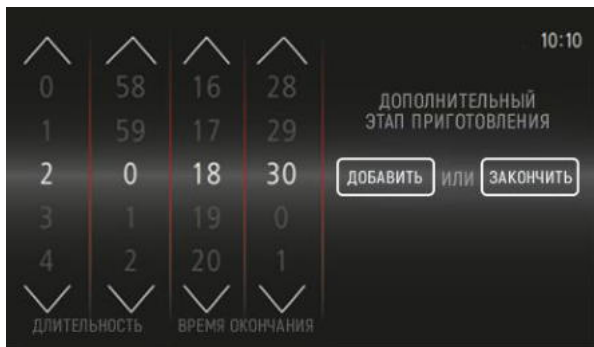 10:10
0 58 16 28
1 59 17 29
2 0 18 30
3 1 19 0
4 2 20 1
ДЛИТЕЛЬНОСТЬ ВРЕМЯ ОКОНЧАНИЯ
ДОПОЛНИТЕЛЬНЫЙ
ЭТАП ПРИГОТОВЛЕНИЯ
ДОБАВИТЬ ИЛИ ЗАКОНЧИТЬ